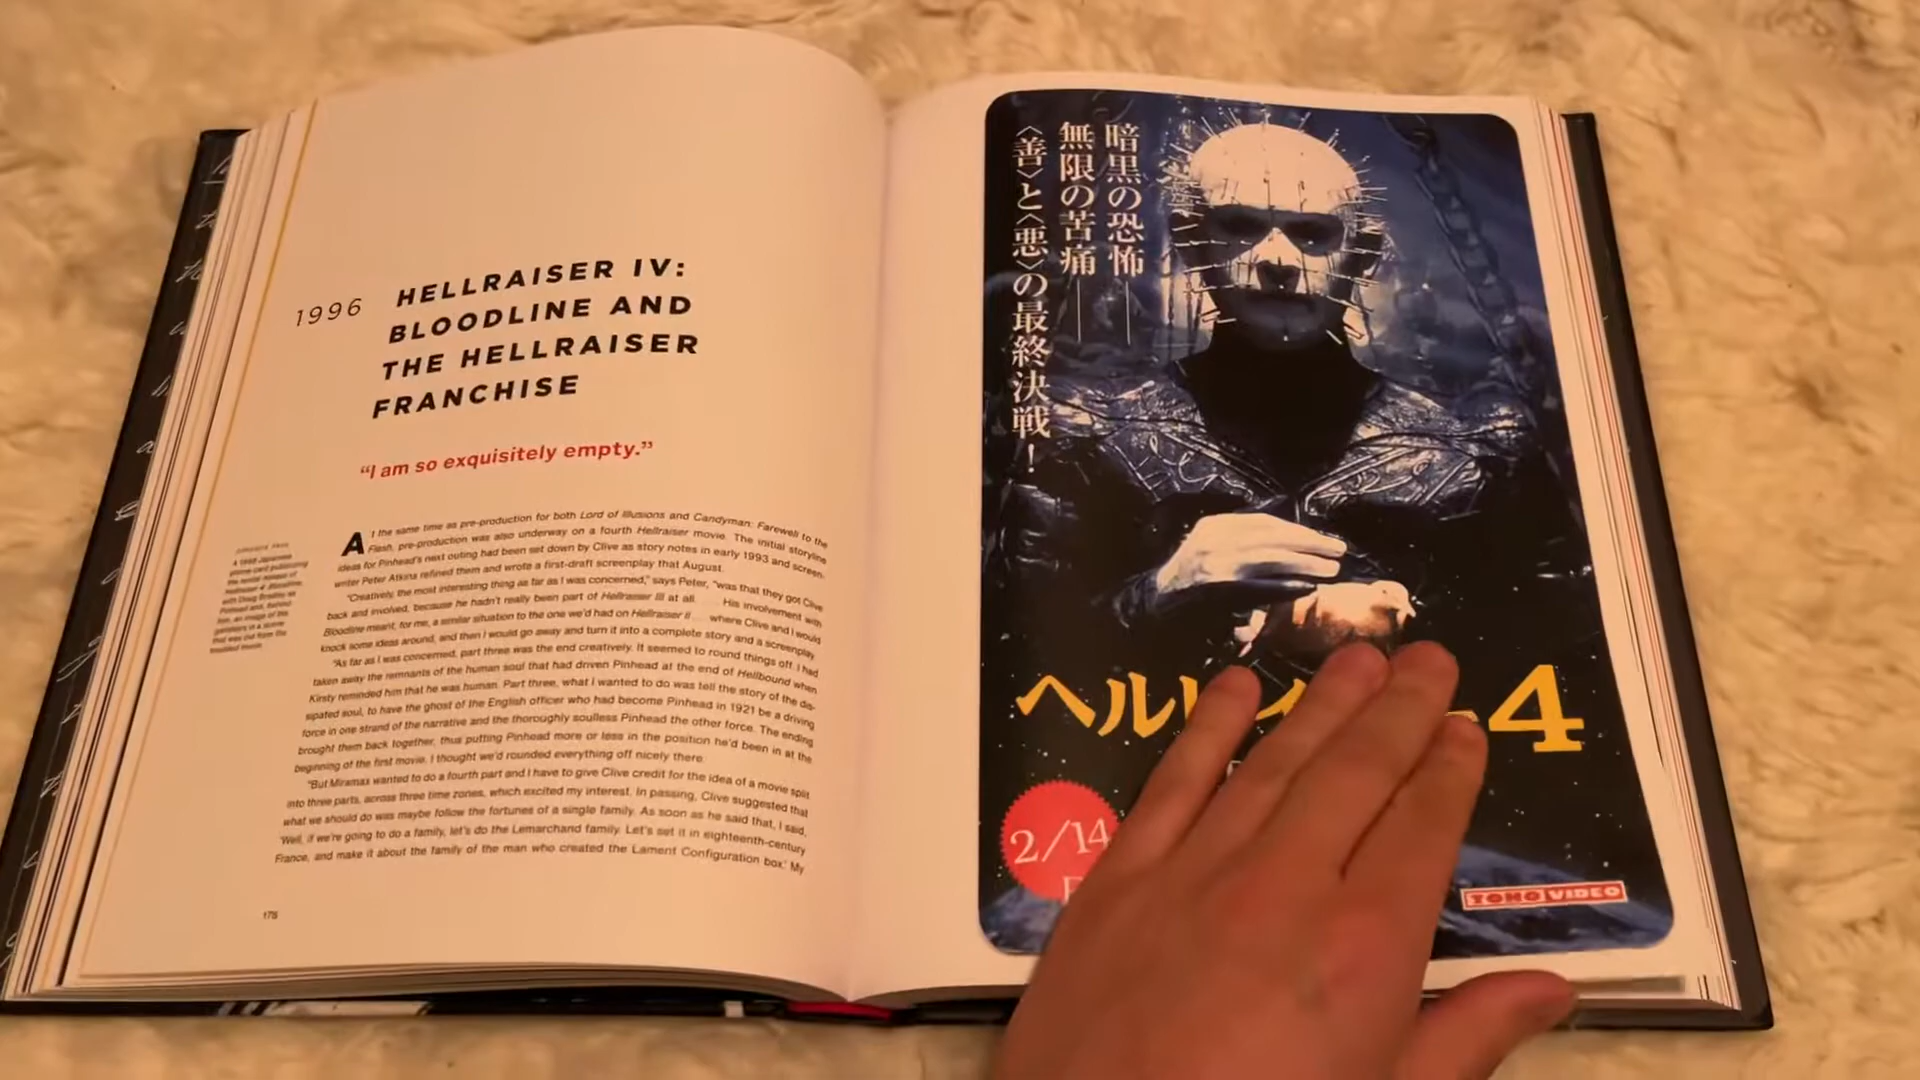 1996
HELLRAISER IV:
BLOODLINE AND
THE HELLRAISER
FRANCHISE
“I am so exquisitely empty.”
At the same time as pre-production for both Lord of Illusions and Candyman: Farewell to the
Flesh, pre-production was also underway on a fourth Hellraiser movie. The initial storyline
ideas for Pinhead's next outing had been set down by Clive as story notes in early 1993 and screen-
writer Peter Atkins refined them and wrote a first-draft screenplay that August.
“Creatively, the most interesting thing as far as I was concerned,” says Peter, “was that they got Clive
back and involved, because he hadn't really been part of Hellraiser III at all. . . . His involvement with
Bloodline meant, for me, a similar situation to the one we'd had on Hellraiser II . . . where Clive and I would
knock some ideas around, and then I would go away and turn it into a complete story and a screenplay.
“As far as I was concerned, part three was the end creatively. It seemed to round things off. I had
taken away the remnants of the human soul that had driven Pinhead at the end of Hellbound when
Kirsty reminded him that he was human. Part three, what I wanted to do was tell the story of the dis-
sipated soul, to have the ghost of the English officer who had become Pinhead in 1921 be a driving
force in one strand of the narrative and the thoroughly soulless Pinhead the other force. The ending
brought them back together, thus putting Pinhead more or less in the position he'd been in at the
beginning of the first movie. I thought we'd rounded everything off nicely there.
“But Miramax wanted to do a fourth part and I have to give Clive credit for the idea of a movie split
into three parts, across three time zones, which excited my interest. In passing, Clive suggested that
what we should do was maybe follow the fortunes of a single family. As soon as he said that, I said,
'Well, if we're going to do a family, let's do the Lemarchand family. Let's set it in eighteenth-century
France, and make it about the family of the man who created the Lament Configuration box.' My
暗黒の恐怖——
無限の苦痛——
〈善〉と〈悪〉の最終決戦！
ヘルレイ 4
2/14
TOHO VIDEO